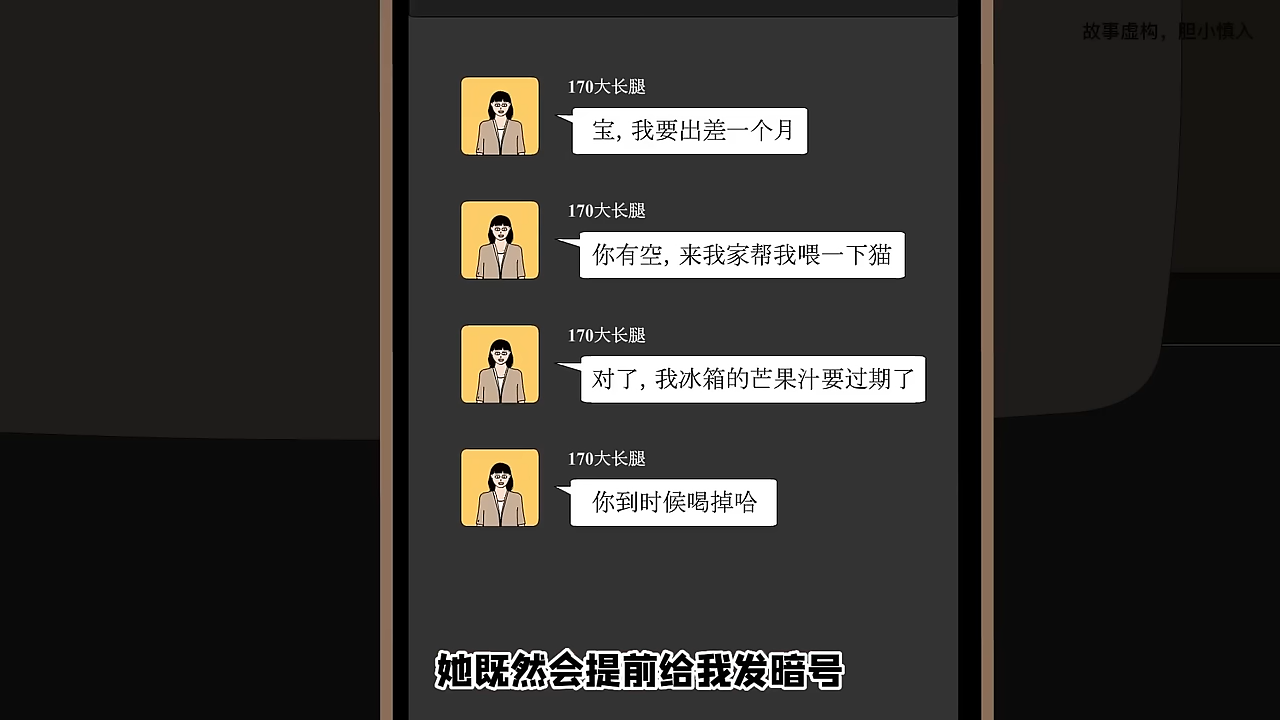 故事虚构，胆小慎入
170大长腿
宝，我要出差一个月
170大长腿
你有空，来我家帮我喂一下猫
170大长腿
对了，我冰箱的芒果汁要过期了
170大长腿
你到时候喝掉哈
她既然会提前给我发暗号